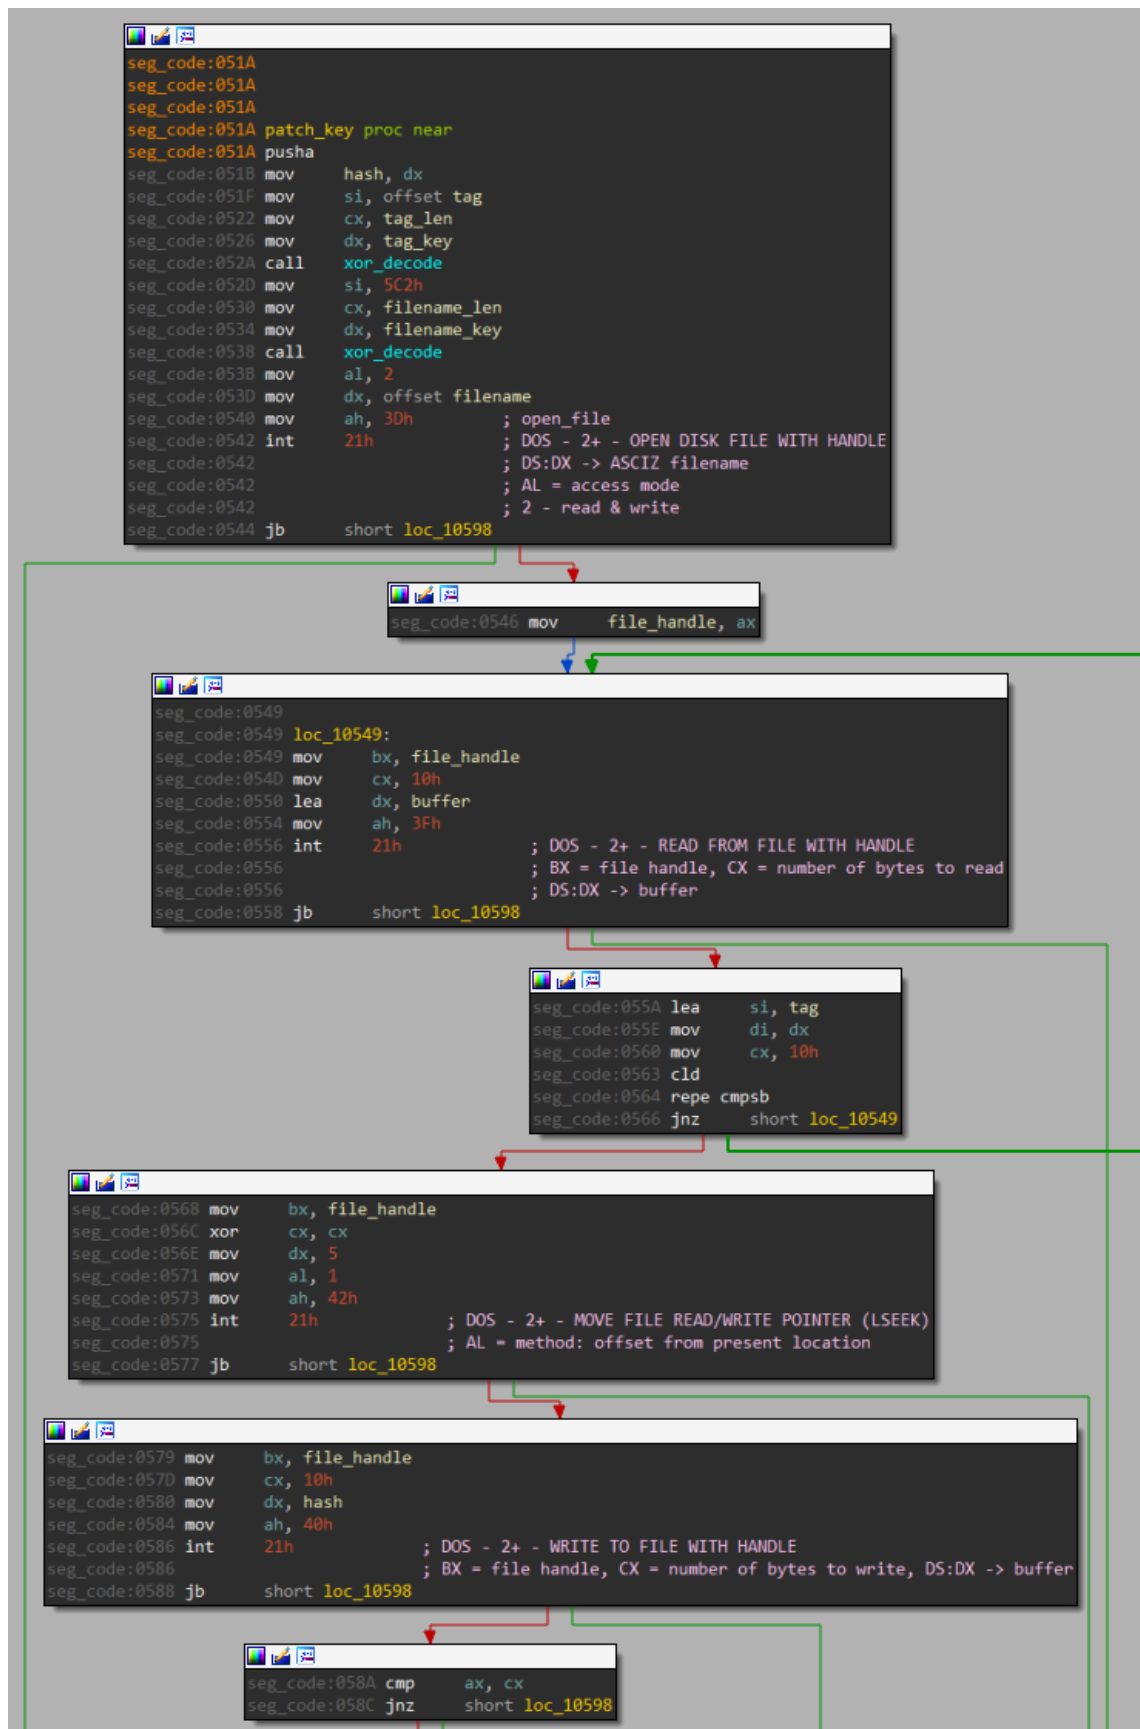 seg_code:051A
seg_code:051A
seg_code:051A
seg_code:051A patch_key proc near
seg_code:051A pusha
seg_code:051B mov hash, dx
seg_code:051F mov si, offset tag
seg_code:0522 mov cx, tag_len
seg_code:0526 mov dx, tag_key
seg_code:052A call xor_decode
seg_code:052D mov si, 5C2h
seg_code:0530 mov cx, filename_len
seg_code:0534 mov dx, filename_key
seg_code:0538 call xor_decode
seg_code:053B mov al, 2
seg_code:053D mov dx, offset filename
seg_code:0540 mov ah, 3Dh ; open_file
seg_code:0542 int 21h ; DOS - 2+ - OPEN DISK FILE WITH HANDLE
seg_code:0542 ; DS:DX -> ASCIZ filename
seg_code:0542 ; AL = access mode
seg_code:0542 ; 2 - read & write
seg_code:0544 jb short loc_10598
seg_code:0546 mov file_handle, ax
seg_code:0549
seg_code:0549 loc_10549:
seg_code:0549 mov bx, file_handle
seg_code:054D mov cx, 10h
seg_code:0550 lea dx, buffer
seg_code:0554 mov ah, 3Fh
seg_code:0556 int 21h ; DOS - 2+ - READ FROM FILE WITH HANDLE
seg_code:0556 ; BX = file handle, CX = number of bytes to read
seg_code:0556 ; DS:DX -> buffer
seg_code:0558 jb short loc_10598
seg_code:055A lea si, tag
seg_code:055E mov di, dx
seg_code:0560 mov cx, 10h
seg_code:0563 cld
seg_code:0564 repe cmpsb
seg_code:0566 jnz short loc_10549
seg_code:0568 mov bx, file_handle
seg_code:056C xor cx, cx
seg_code:056E mov dx, 5
seg_code:0571 mov al, 1
seg_code:0573 mov ah, 42h
seg_code:0575 int 21h ; DOS - 2+ - MOVE FILE READ/WRITE POINTER (LSEEK)
seg_code:0575 ; AL = method: offset from present location
seg_code:0577 jb short loc_10598
seg_code:0579 mov bx, file_handle
seg_code:057D mov cx, 10h
seg_code:0580 mov dx, hash
seg_code:0584 mov ah, 40h
seg_code:0586 int 21h ; DOS - 2+ - WRITE TO FILE WITH HANDLE
seg_code:0586 ; BX = file handle, CX = number of bytes to write, DS:DX -> buffer
seg_code:0588 jb short loc_10598
seg_code:058A cmp ax, cx
seg_code:058C jnz short loc_10598